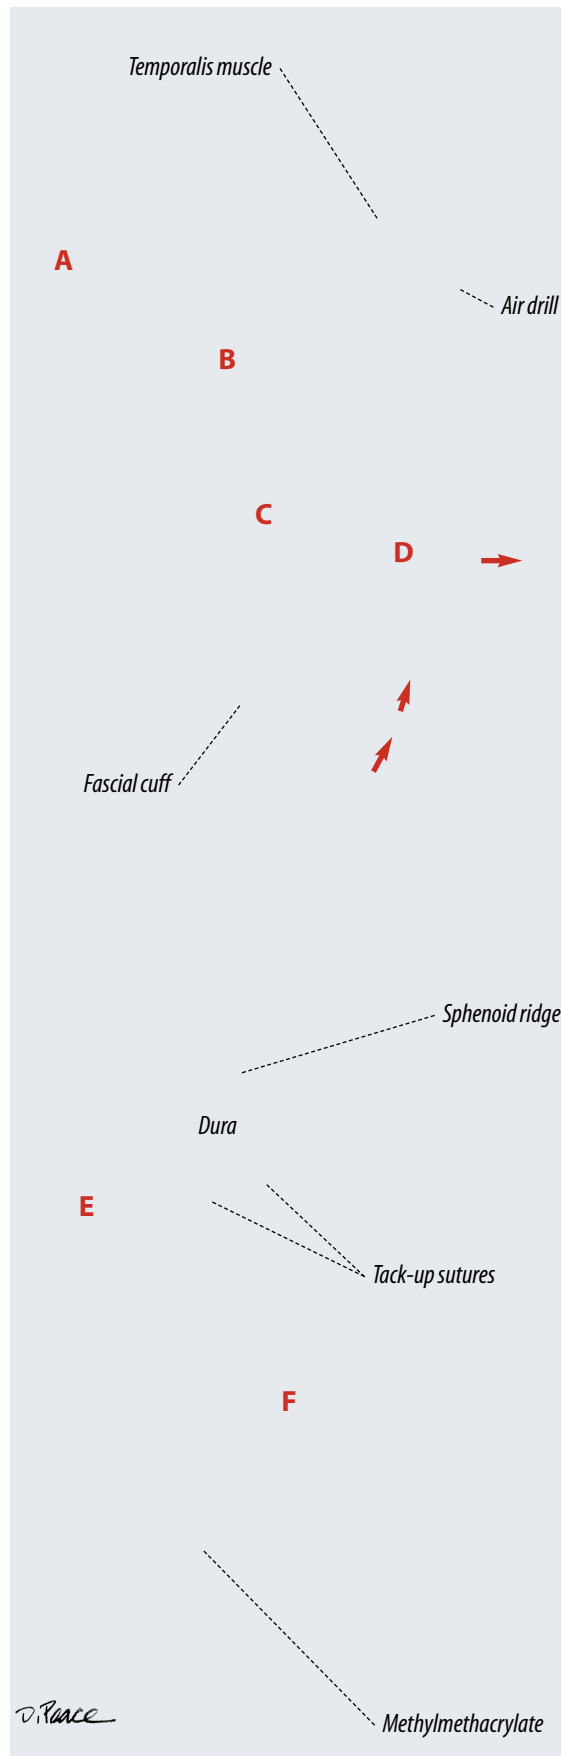 Temporalis muscle
A
Air drill
B
C
D
Fascial cuff
Sphenoid ridge
Dura
E
Tack-up sutures
F
D. Peace
Methylmethacrylate